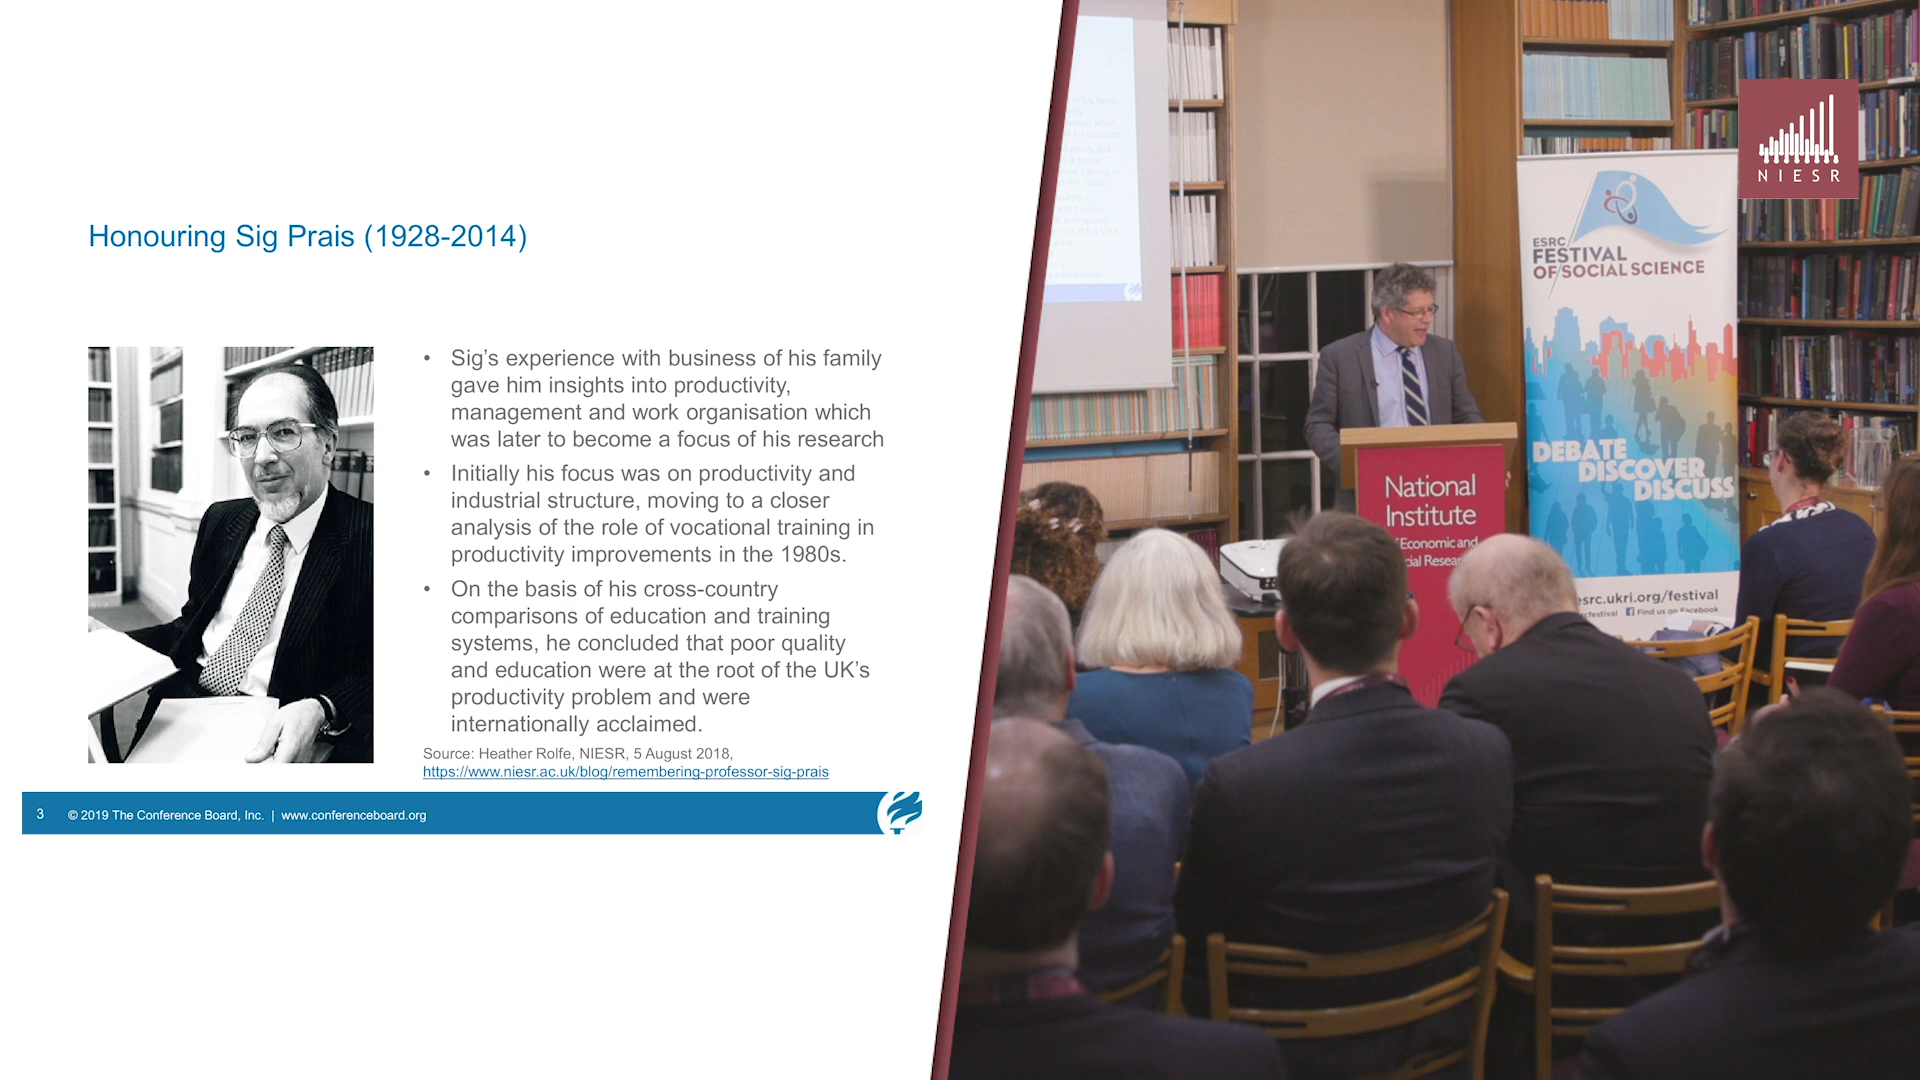 Honouring Sig Prais (1928-2014)
• Sig’s experience with business of his family
gave him insights into productivity,
management and work organisation which
was later to become a focus of his research
• Initially his focus was on productivity and
industrial structure, moving to a closer
analysis of the role of vocational training in
productivity improvements in the 1980s.
• On the basis of his cross-country
comparisons of education and training
systems, he concluded that poor quality
and education were at the root of the UK’s
productivity problem and were
internationally acclaimed.
Source: Heather Rolfe, NIESR, 5 August 2018,
https://www.niesr.ac.uk/blog/remembering-professor-sig-prais
3 © 2019 The Conference Board, Inc. | www.conferenceboard.org
NIESR
ESRC
FESTIVAL
OF SOCIAL SCIENCE
DEBATE
DISCOVER
DISCUSS
esrc.ukri.org/festival
Find us on Facebook
National
Institute
Economic and